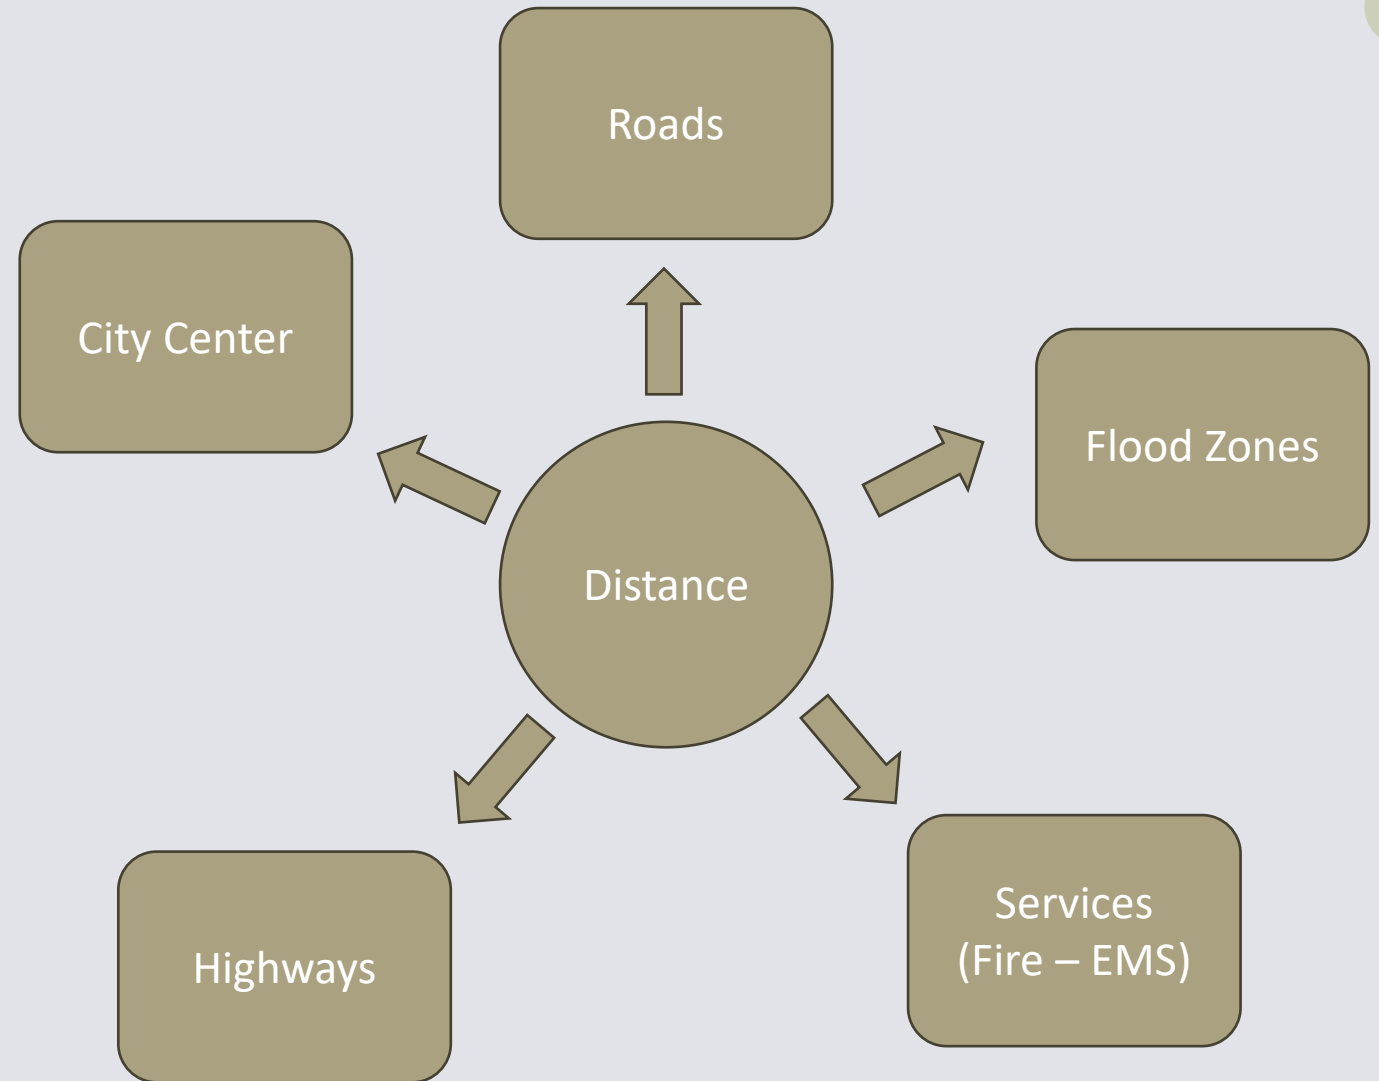 Roads
City Center
Flood Zones
Distance
Services
(Fire – EMS)
Highways